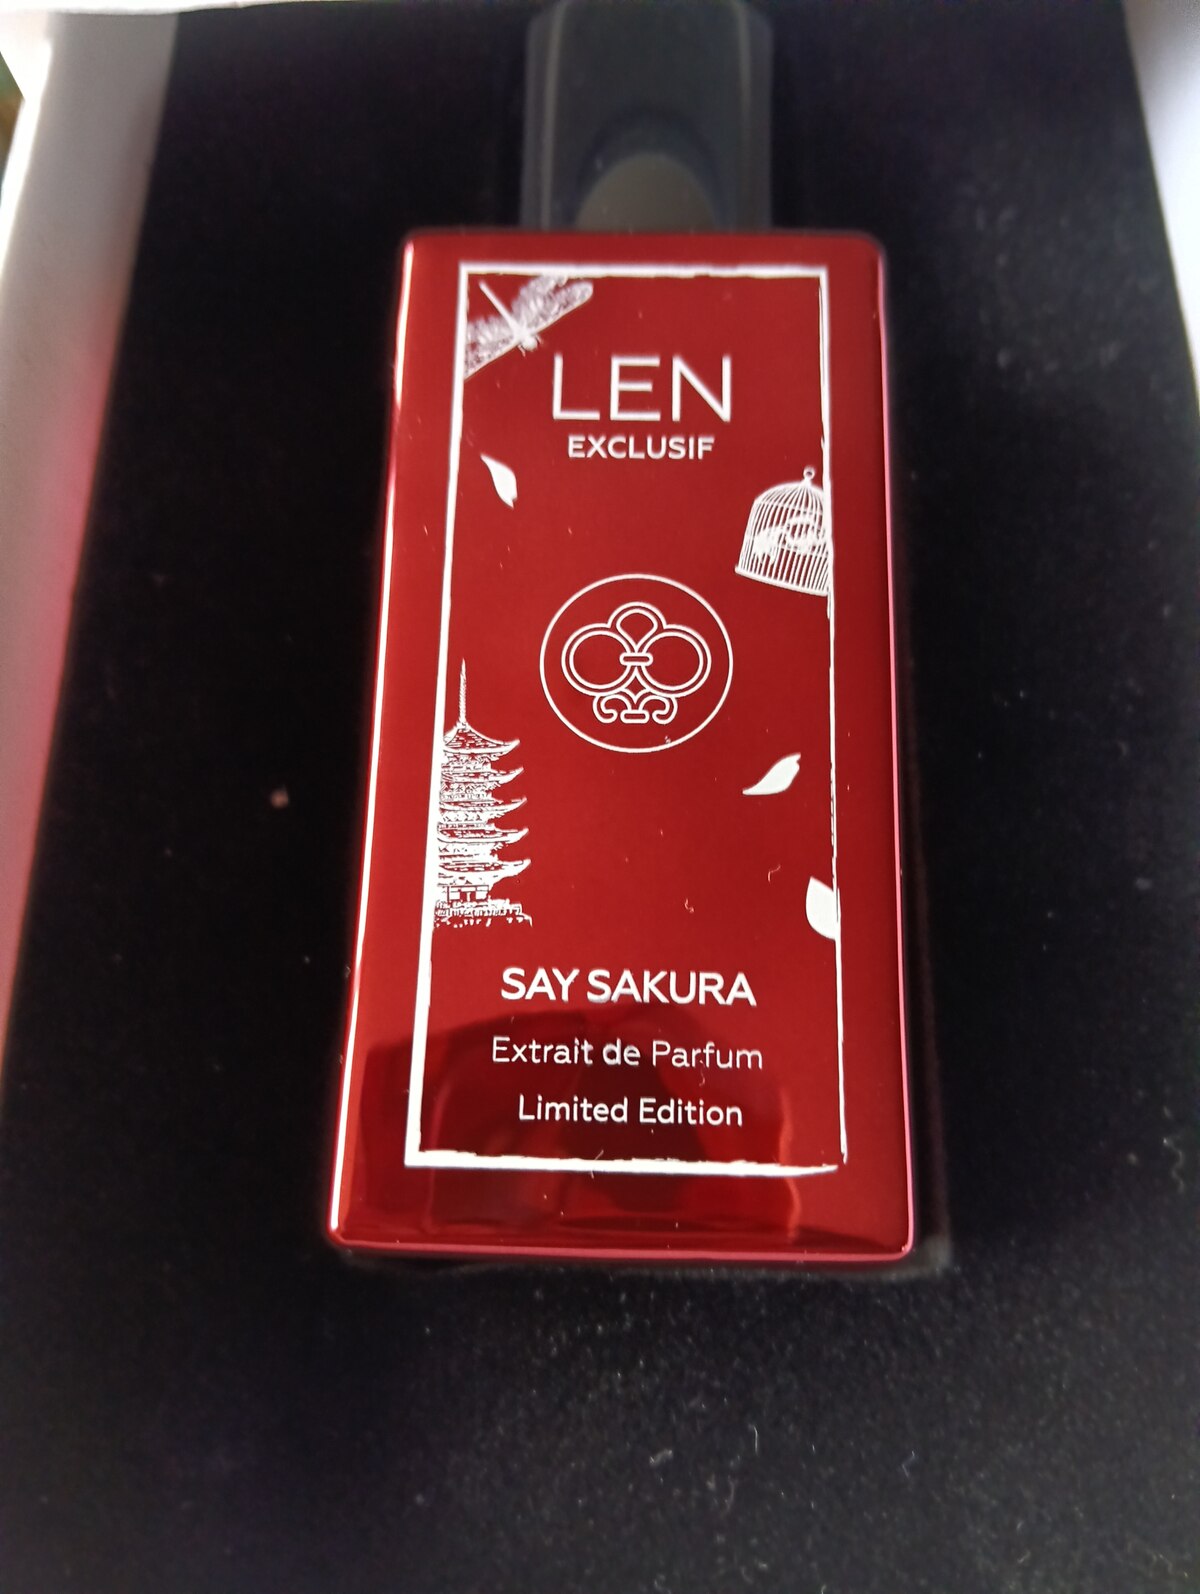 LEN
EXCLUSIF
SAY SAKURA
Extrait de Parfum
Limited Edition